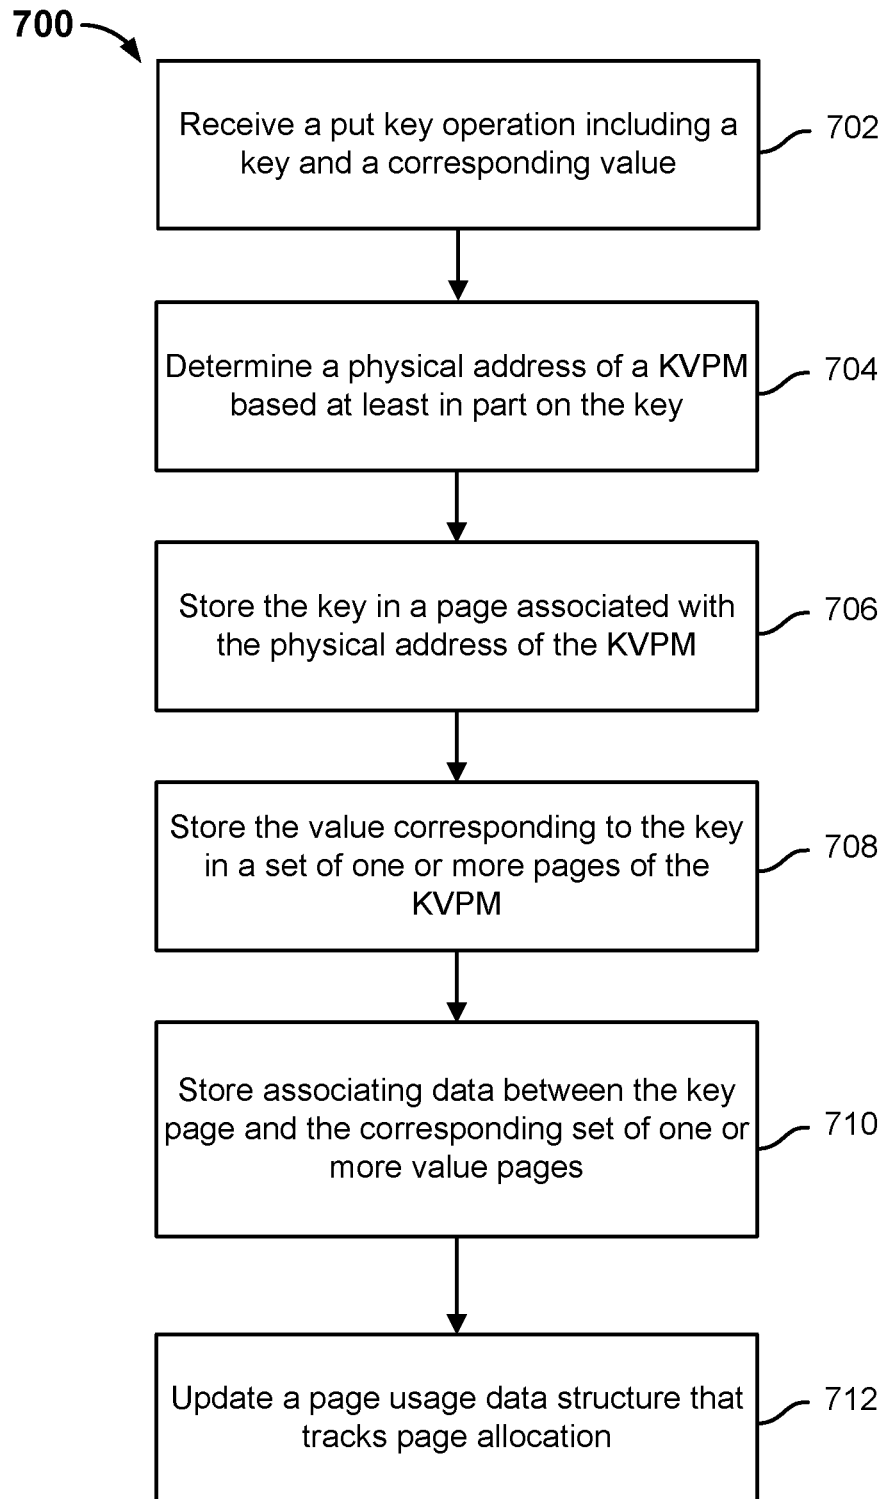 700
Receive a put key operation including a
key and a corresponding value
702
Determine a physical address of a KVPM
based at least in part on the key
704
Store the key in a page associated with
the physical address of the KVPM
706
Store the value corresponding to the key
in a set of one or more pages of the
KVPM
708
Store associating data between the key
page and the corresponding set of one or
more value pages
710
Update a page usage data structure that
tracks page allocation
712